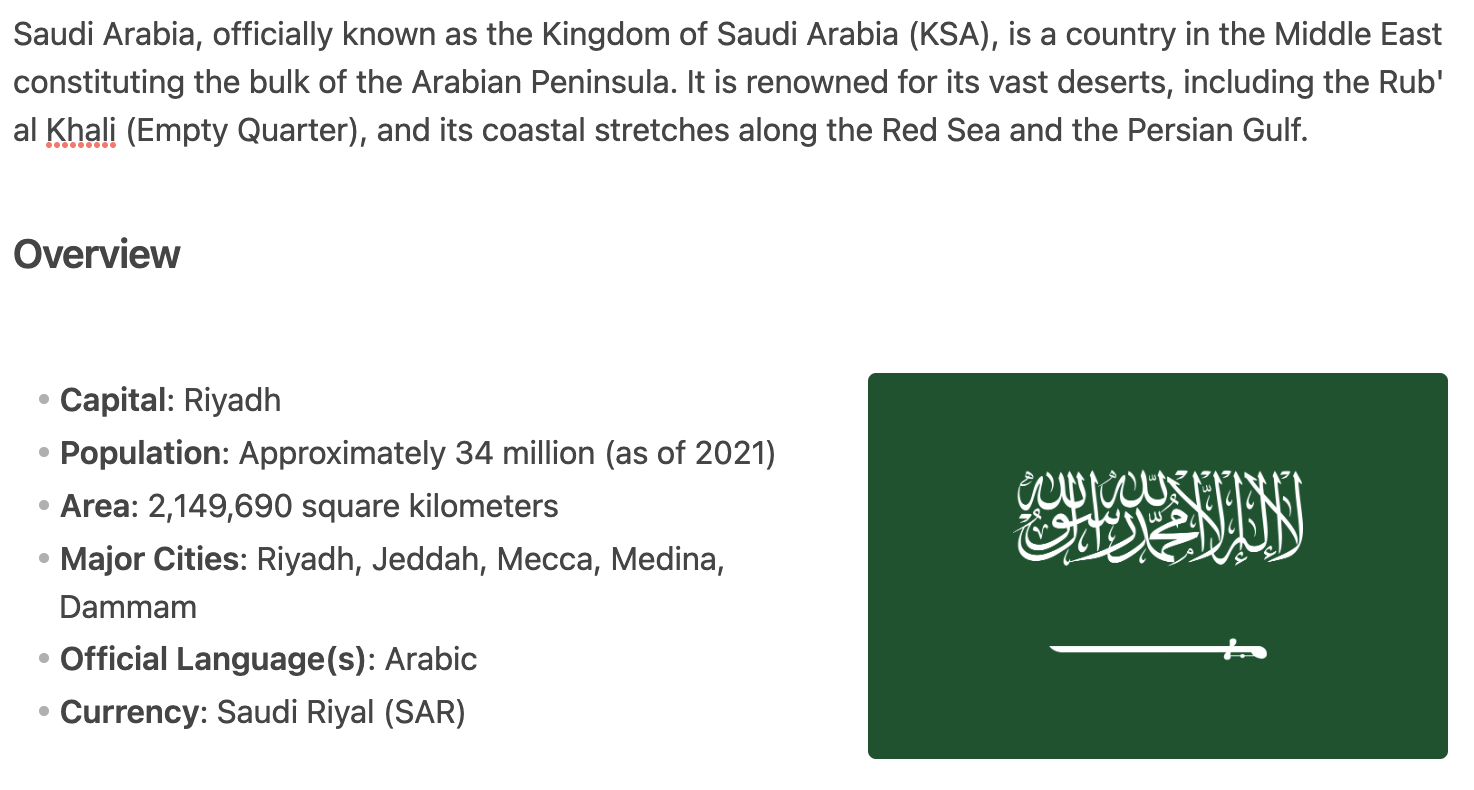 Saudi Arabia, officially known as the Kingdom of Saudi Arabia (KSA), is a country in the Middle East
constituting the bulk of the Arabian Peninsula. It is renowned for its vast deserts, including the Rub'
al Khali (Empty Quarter), and its coastal stretches along the Red Sea and the Persian Gulf.
Overview
Capital: Riyadh
Population: Approximately 34 million (as of 2021)
Area: 2,149,690 square kilometers
Major Cities: Riyadh, Jeddah, Mecca, Medina,
Dammam
Official Language(s): Arabic
Currency: Saudi Riyal (SAR)
لا إله إلا الله محمد رسول الله